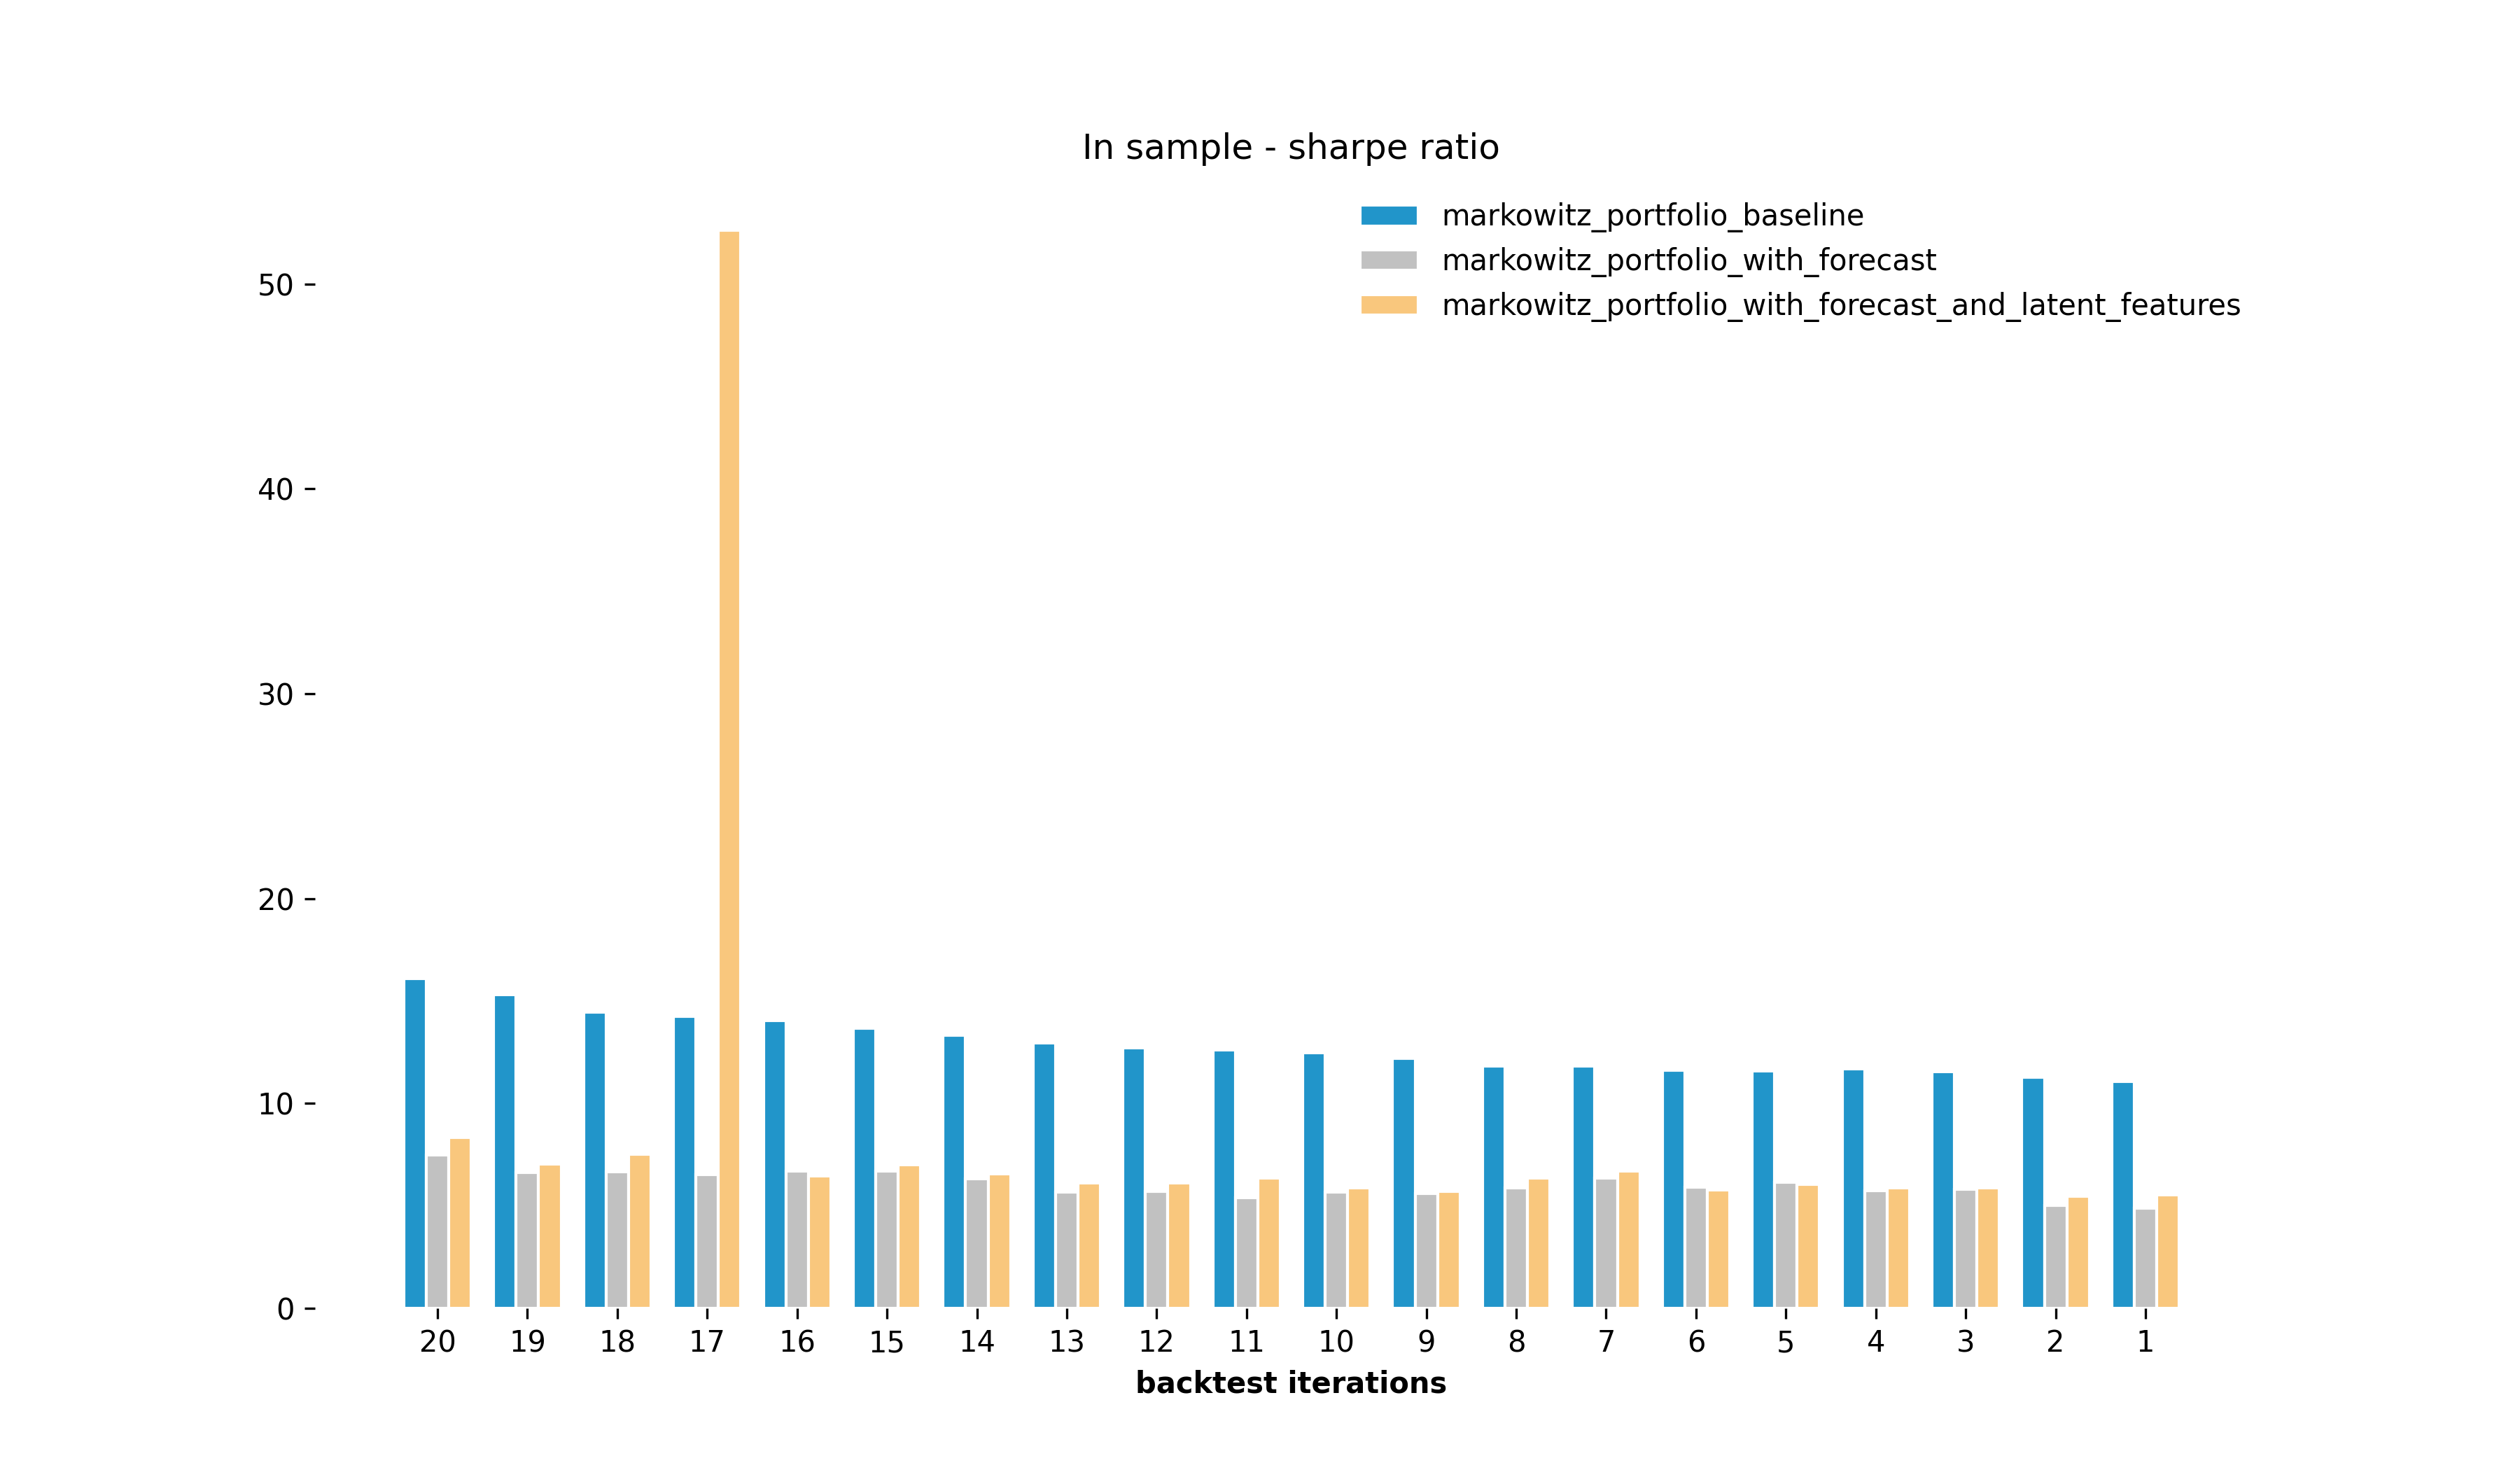 In sample - sharpe ratio
markowitz_portfolio_baseline
markowitz_portfolio_with_forecast
markowitz_portfolio_with_forecast_and_latent_features
50
40
30
20
10
0
20 19 18 17 16 15 14 13 12 11 10 9 8 7 6 5 4 3 2 1
backtest iterations